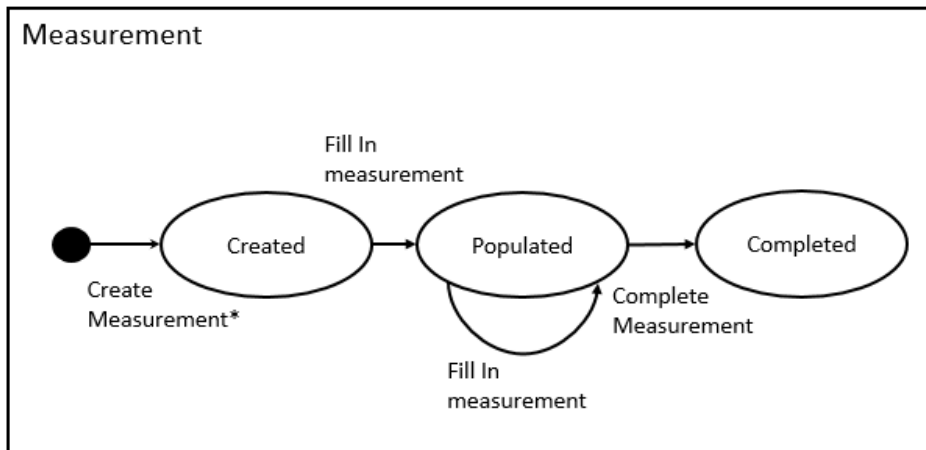 Measurement
Fill In
measurement
Created
Populated
Completed
Create
Measurement*
Complete
Measurement
Fill In
measurement